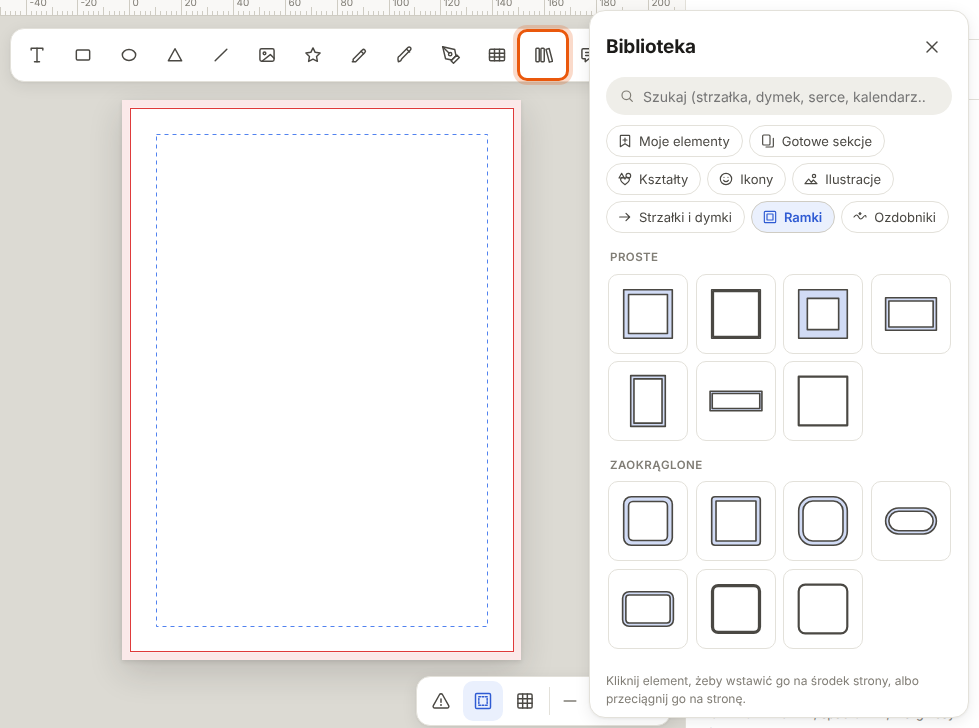 -40 -20 0 20 40 60 80 100 120 140 160 180 200
Biblioteka
Szukaj (strzałka, dymek, serce, kalendarz..
Moje elementy Gotowe sekcje
Kształty Ikony Ilustracje
Strzałki i dymki Ramki Ozdobniki
PROSTE
ZAOKRĄGLONE
Kliknij element, żeby wstawić go na środek strony, albo
przeciągnij go na stronę.